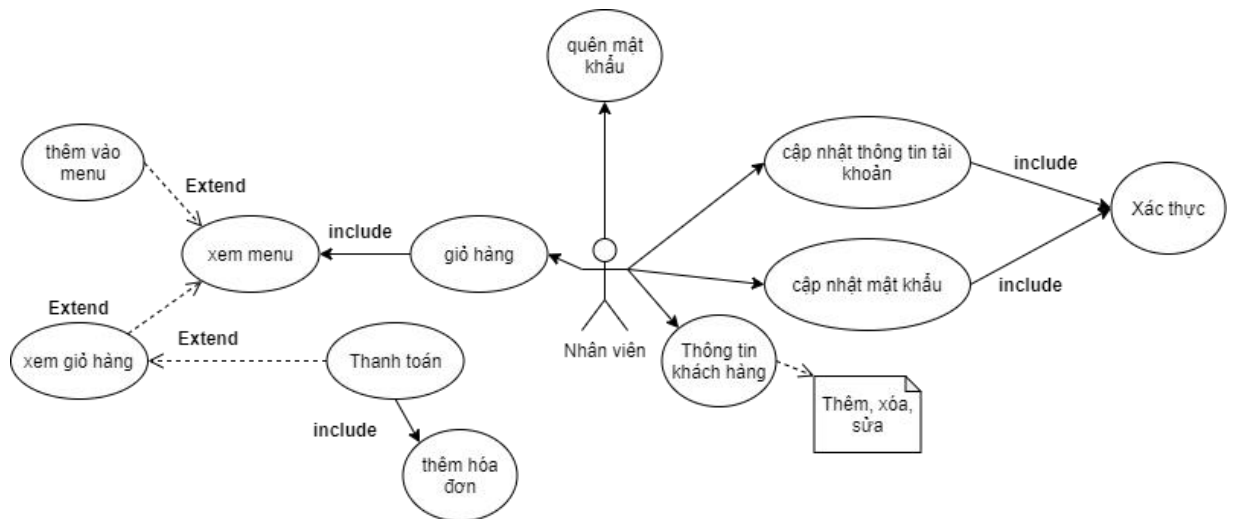 quên mật
khẩu
thêm vào
menu
Extend
cập nhật thông tin tài
khoản
include
Xác thực
xem menu
include
giỏ hàng
cập nhật mật khẩu
include
Extend
Extend
xem giỏ hàng
Thanh toán
Nhân viên
Thông tin
khách hàng
Thêm, xóa,
sửa
include
thêm hóa
đơn